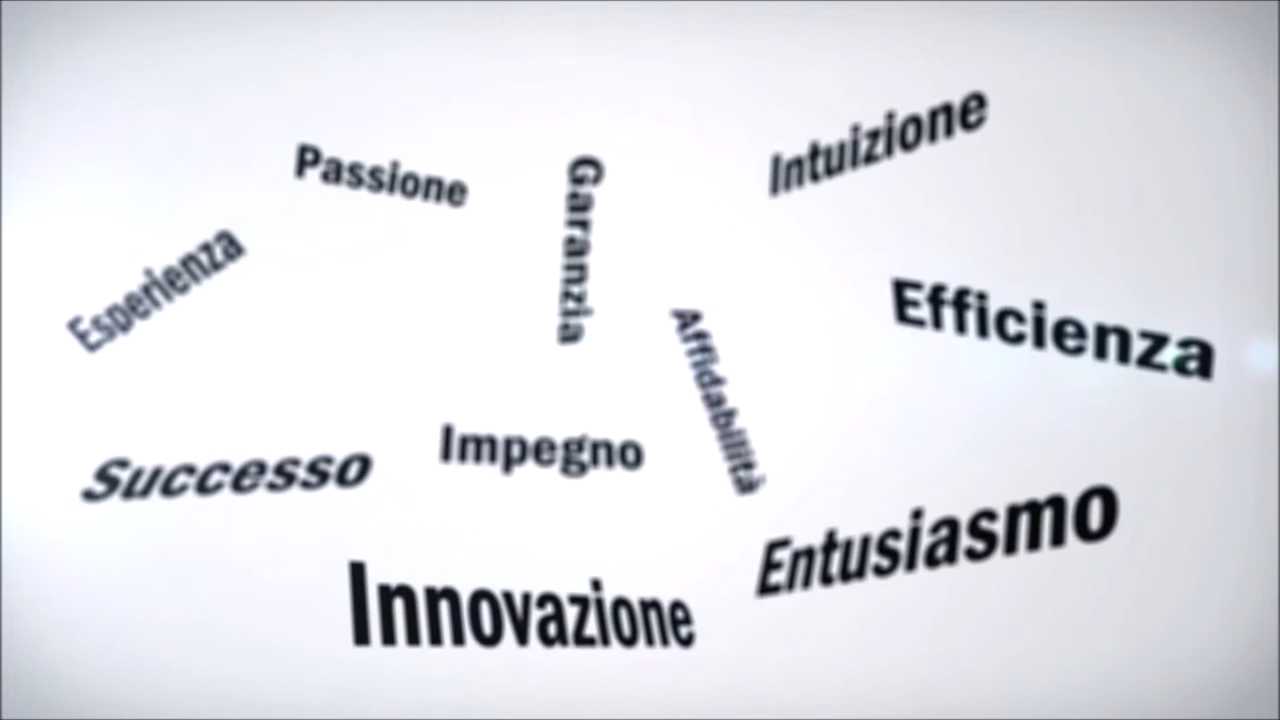 Intuizione
Passione
Garanzia
Esperienza
Efficienza
Affidabilità
Impegno
Successo
Entusiasmo
Innovazione